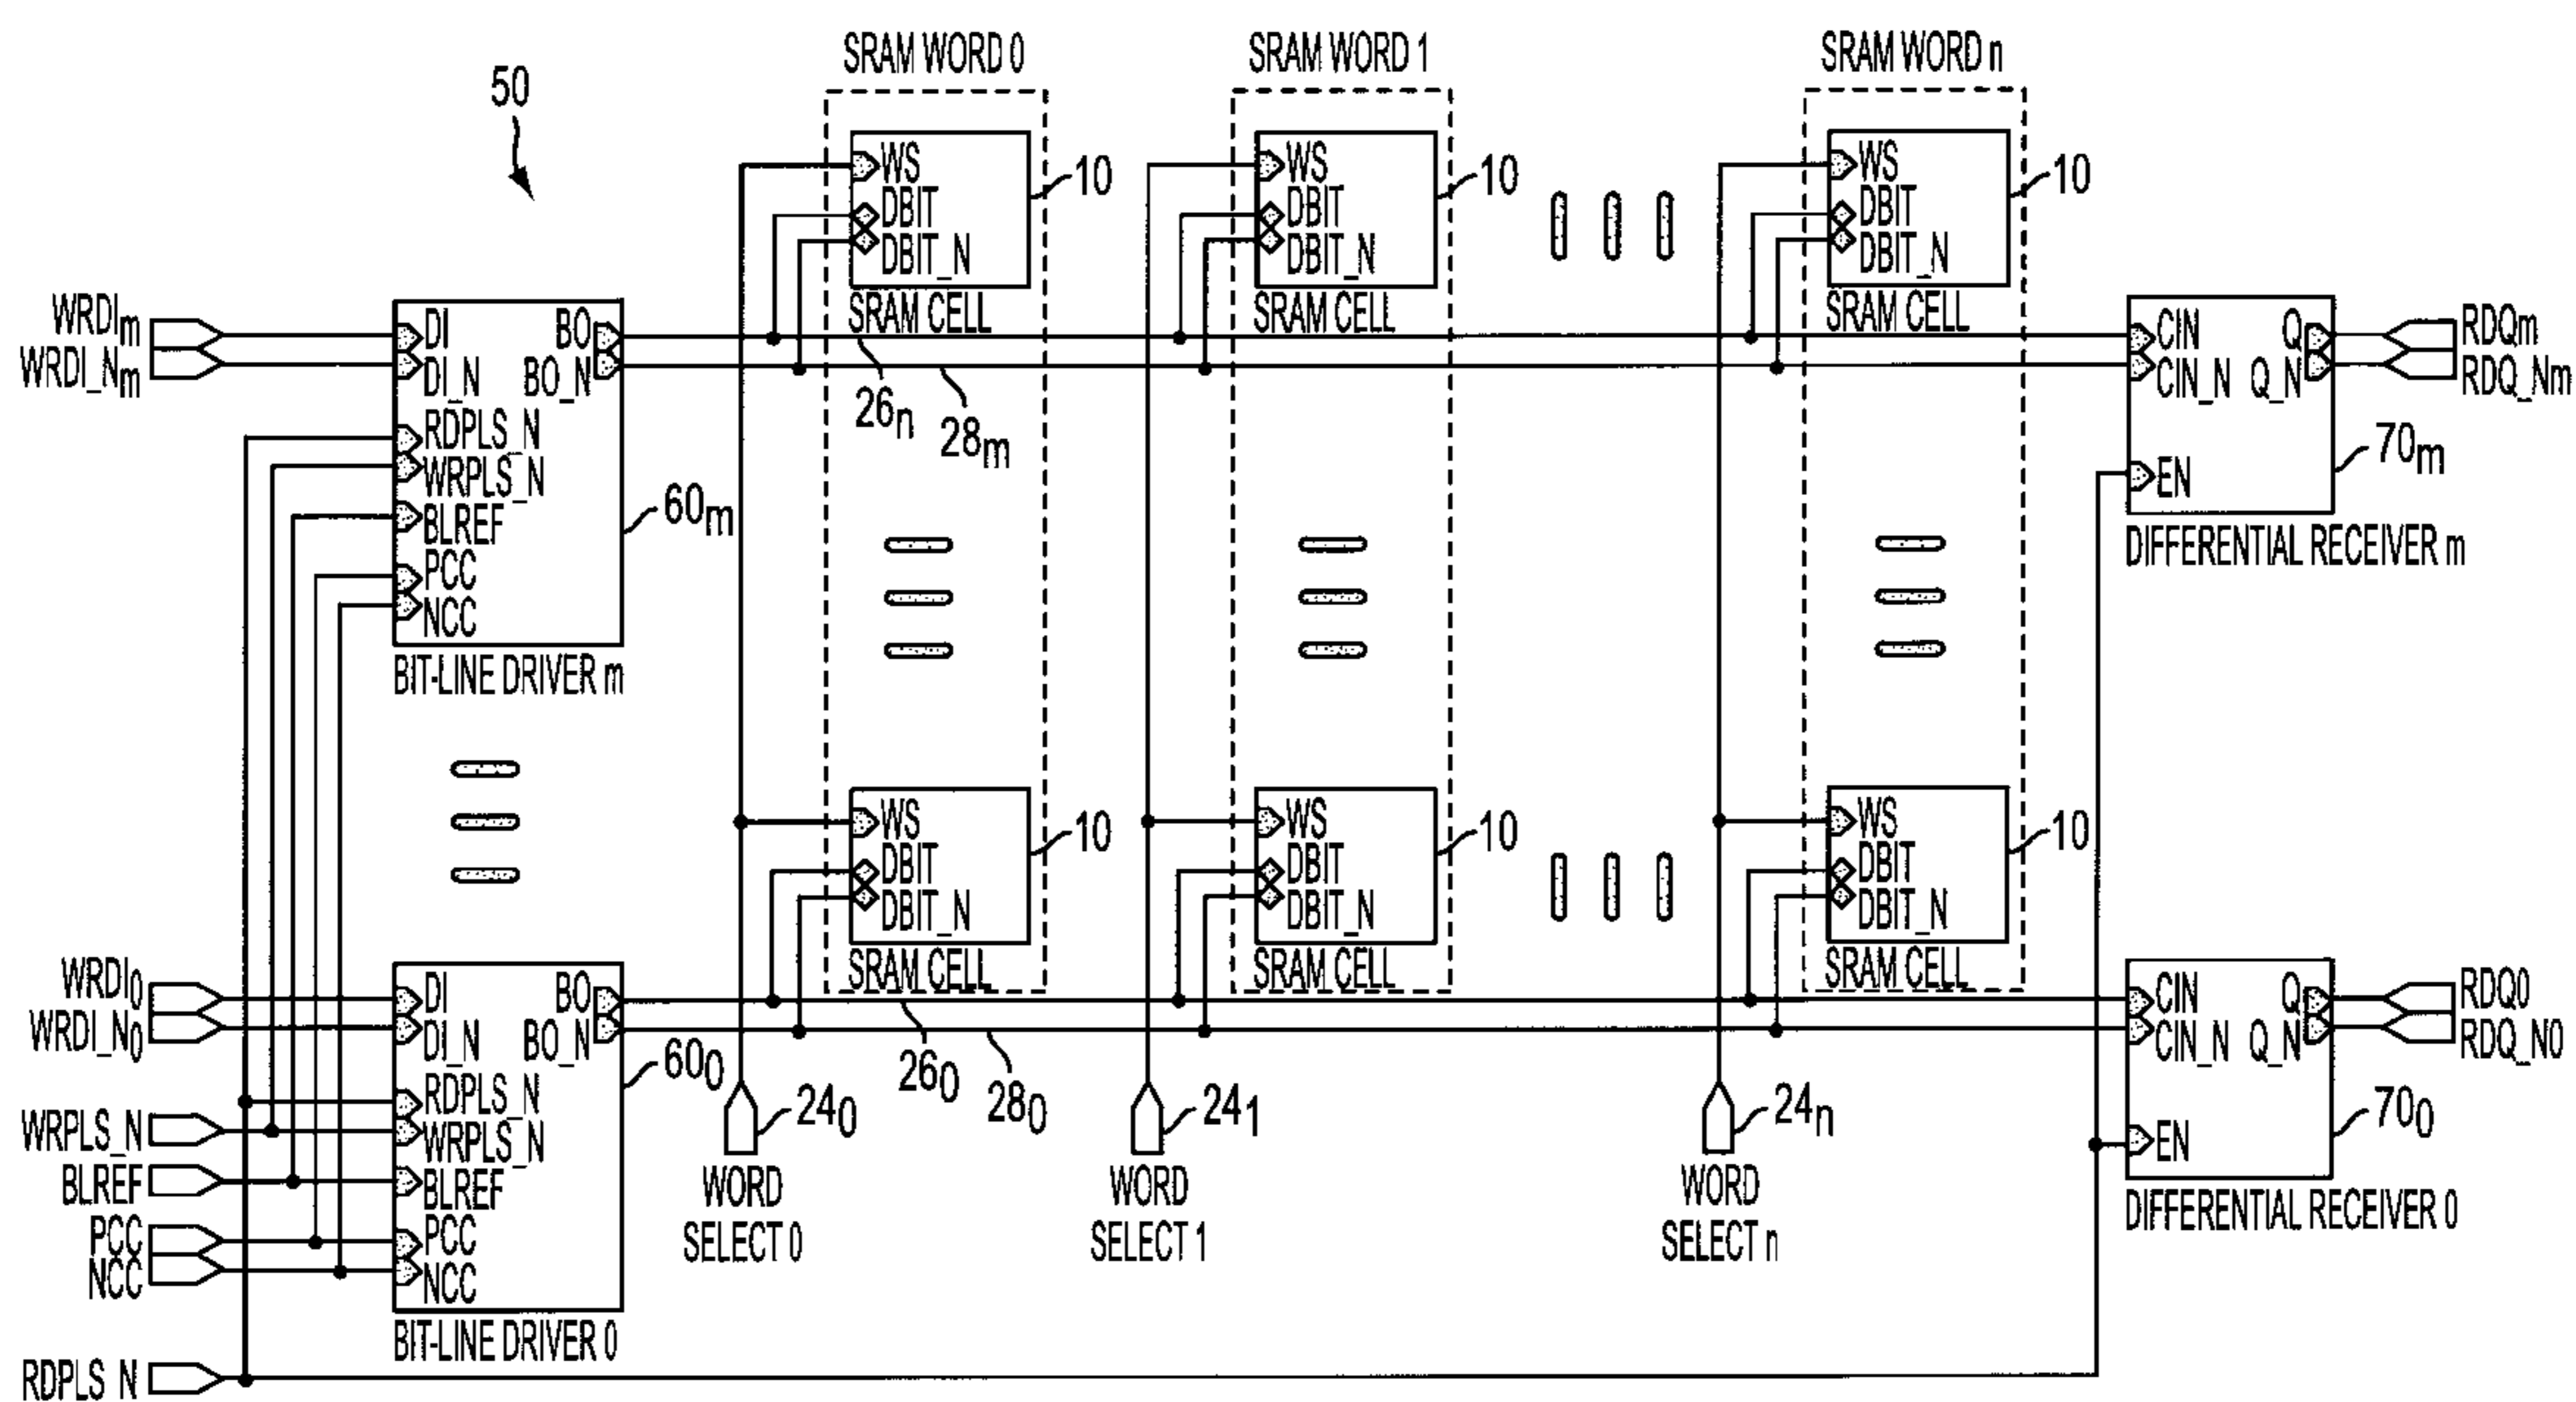 50
SRAM WORD 0
SRAM WORD 1
SRAM WORD n
WS
DBIT
DBIT_N
SRAM CELL
10
WS
DBIT
DBIT_N
SRAM CELL
10
WS
DBIT
DBIT_N
SRAM CELL
10
WRDIm
WRDI_Nm
DI
DI_N
RDPLS_N
WRPLS_N
BLREF
PCC
NCC
BO
BO_N
60m
BIT-LINE DRIVER m
26n
28m
CIN
CIN_N
EN
Q
Q_N
RDQm
RDQ_Nm
70m
DIFFERENTIAL RECEIVER m
WS
DBIT
DBIT_N
SRAM CELL
10
WS
DBIT
DBIT_N
SRAM CELL
10
WS
DBIT
DBIT_N
SRAM CELL
10
WRDI0
WRDI_N0
WRPLS_N
BLREF
PCC
NCC
RDPLS N
DI
DI_N
RDPLS_N
WRPLS_N
BLREF
PCC
NCC
BO
BO_N
600
BIT-LINE DRIVER 0
260
280
240
WORD
SELECT 0
241
WORD
SELECT 1
24n
WORD
SELECT n
CIN
CIN_N
EN
Q
Q_N
RDQ0
RDQ_N0
700
DIFFERENTIAL RECEIVER 0